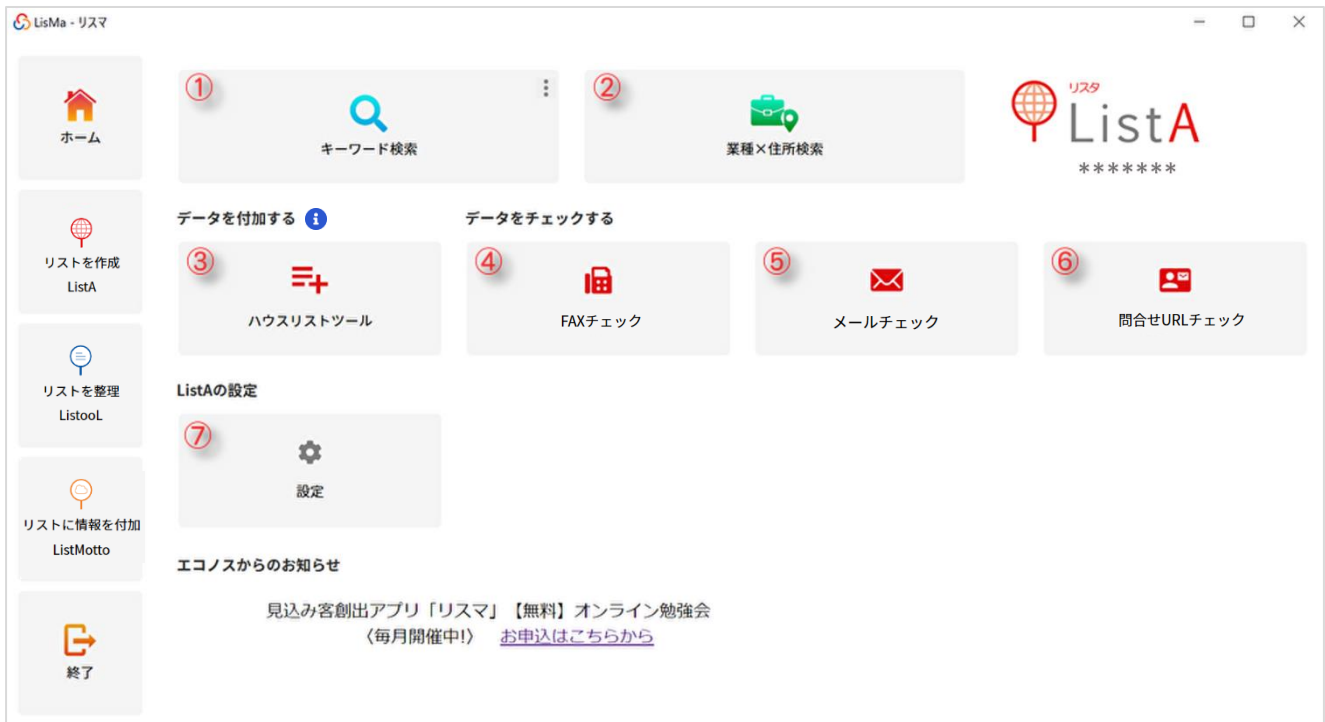 LisMa - リスマ
ホーム
リストを作成
ListA
リストを整理
ListooL
リストに情報を付加
ListMotto
終了
①
キーワード検索
②
業種×住所検索
リスタ
ListA
*******
データを付加する i
③
ハウスリストツール
データをチェックする
④
FAXチェック
⑤
メールチェック
⑥
問合せURLチェック
ListAの設定
⑦
設定
エコノスからのお知らせ
見込み客創出アプリ「リスマ」【無料】オンライン勉強会
〈毎月開催中!〉 お申込はこちらから